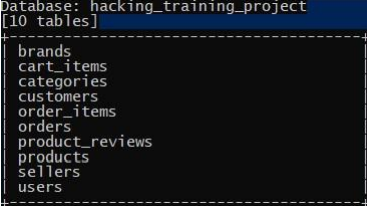 Database: hacking_training_project
[10 tables]
+---------------------------------------+
| brands
| cart_items
| categories
| customers
| order_items
| orders
| product_reviews
| products
| sellers
| users
+---------------------------------------+